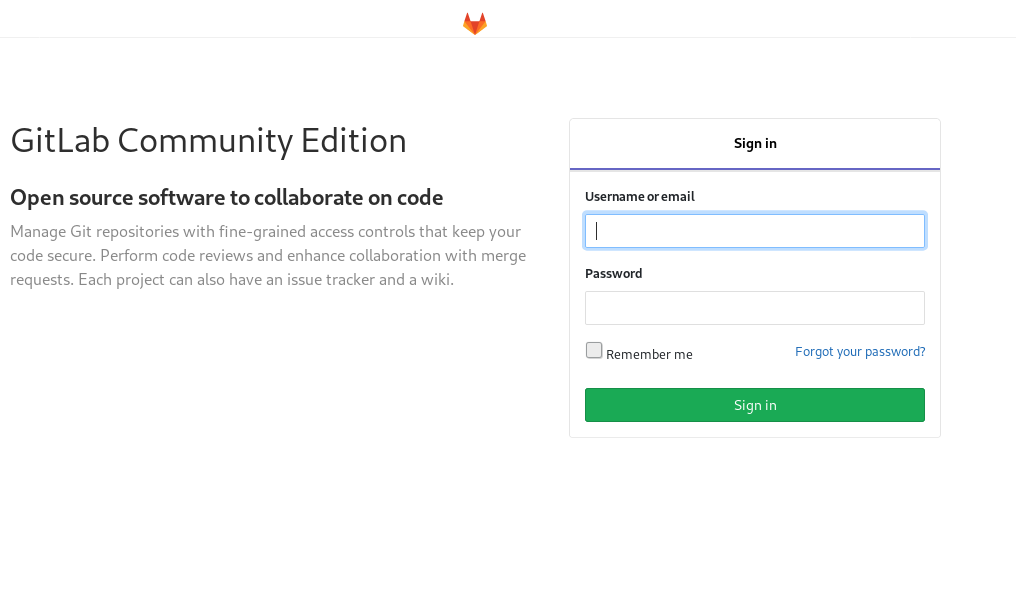 GitLab Community Edition
Open source software to collaborate on code
Manage Git repositories with fine-grained access controls that keep your
code secure. Perform code reviews and enhance collaboration with merge
requests. Each project can also have an issue tracker and a wiki.
Sign in
Username or email
Password
Remember me
Forgot your password?
Sign in